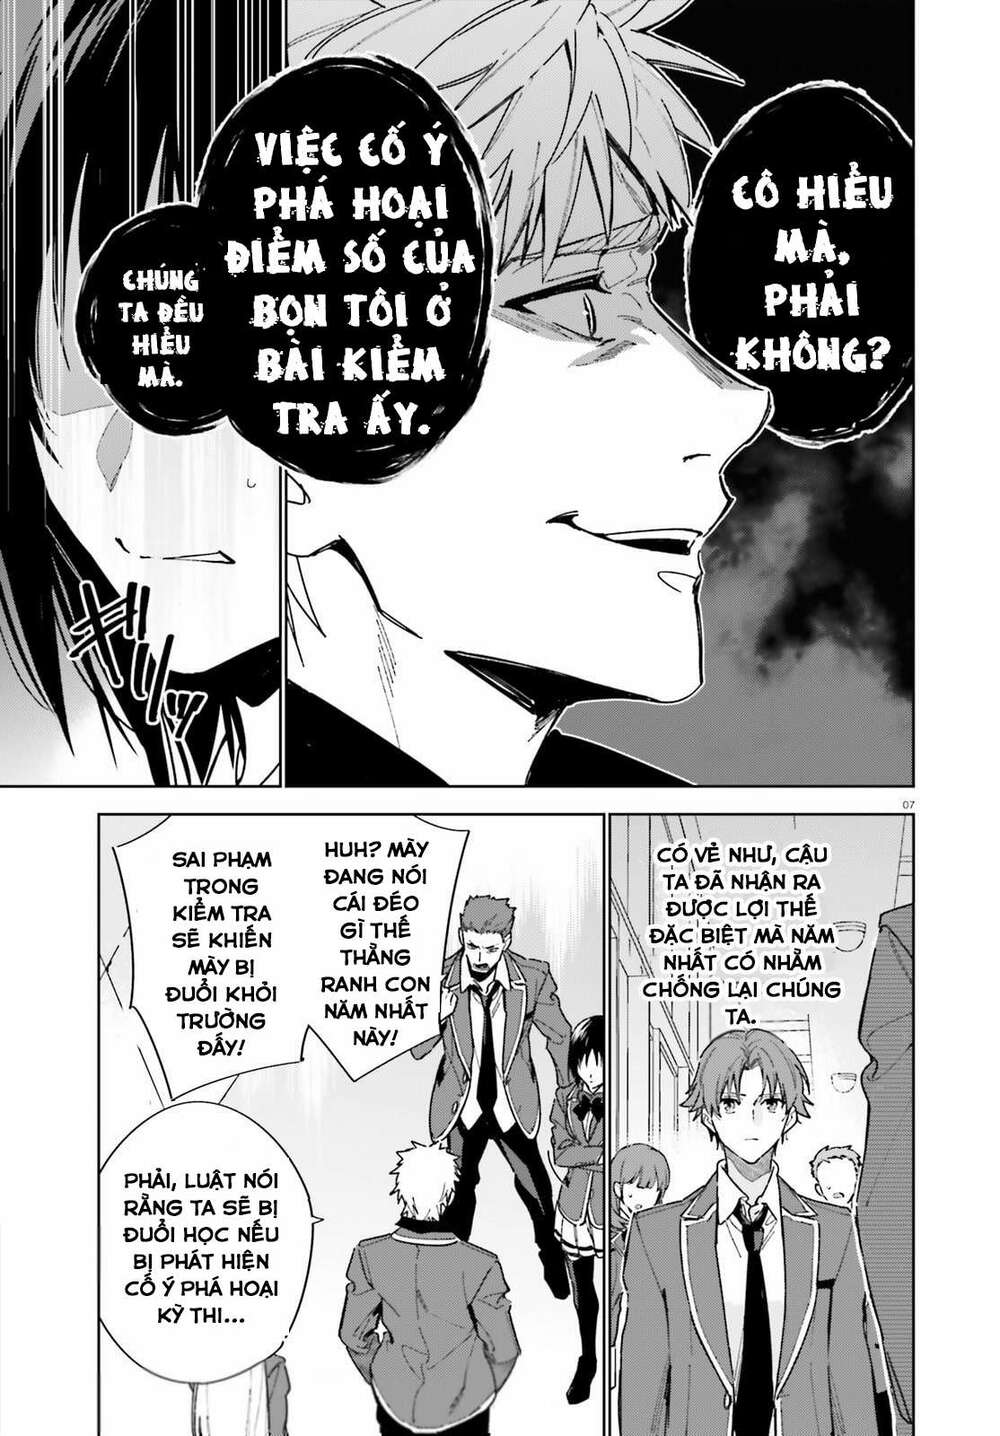 CÔ HIỂU
MÀ,
PHẢI
KHÔNG?
VIỆC CỐ Ý
PHÁ HOẠI
ĐIỂM SỐ CỦA
BỌN TÔI Ở
BÀI KIỂM
TRA ẤY.
CHÚNG
TA ĐỀU
HIỂU
MÀ.
07
CÓ VẺ NHƯ, CẬU
TA ĐÃ NHẬN RA
ĐƯỢC LỢI THẾ
ĐẶC BIỆT MÀ NĂM
NHẤT CÓ NHẰM
CHỐNG LẠI CHÚNG
TA.
HUH? MÀY
ĐANG NÓI
CÁI ĐÉO
GÌ THẾ
THẰNG
RANH CON
NĂM NHẤT
NÀY!
SAI PHẠM
TRONG
KIỂM TRA
SẼ KHIẾN
MÀY BỊ
ĐUỔI KHỎI
TRƯỜNG
ĐẤY!
PHẢI, LUẬT NÓI
RẰNG TA SẼ BỊ
ĐUỔI HỌC NẾU
BỊ PHÁT HIỆN
CỐ Ý PHÁ HOẠI
KỲ THI...